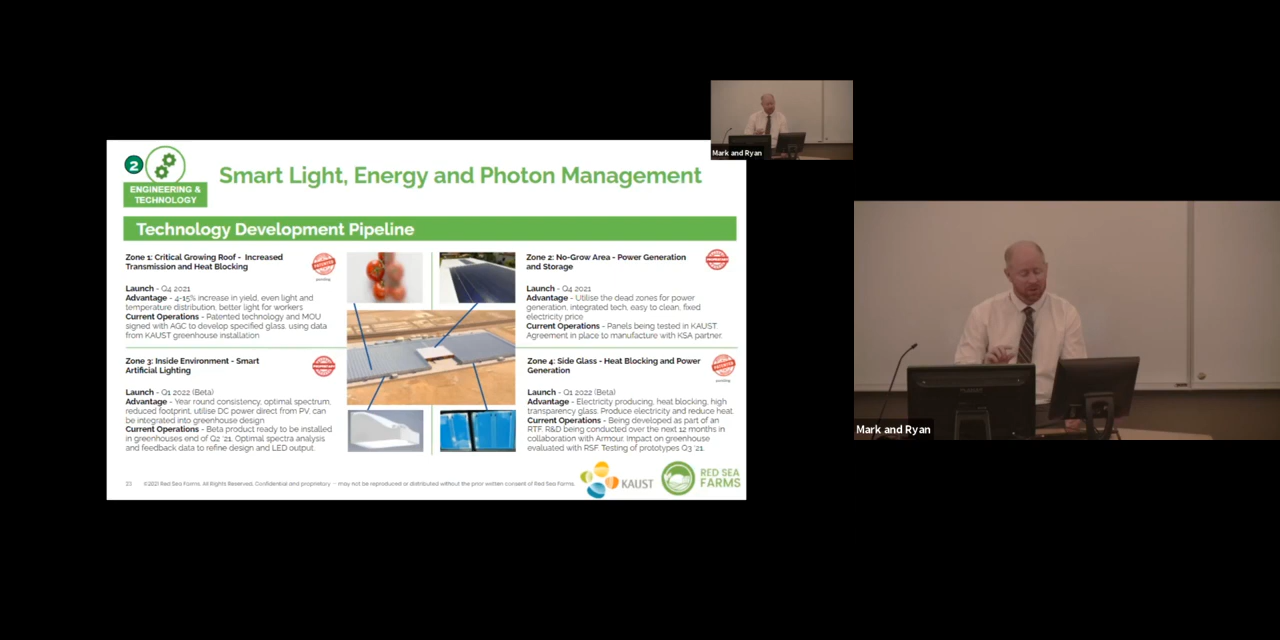 Mark and Ryan
2
ENGINEERING &
TECHNOLOGY
Smart Light, Energy and Photon Management
Technology Development Pipeline
Zone 1: Critical Growing Roof - Increased
Transmission and Heat Blocking
pending
Launch - Q4 2021
Advantage - 4-15% increase in yield, even light and
temperature distribution, better light for workers
Current Operations - Patented technology and MOU
signed with AGC to develop specified glass, using data
from KAUST greenhouse installation
Zone 2: No-Grow Area - Power Generation
and Storage
Launch - Q4 2021
Advantage - Utilise the dead zones for power
generation, integrated tech, easy to clean, fixed
electricity price
Current Operations - Panels being tested in KAUST.
Agreement in place to manufacture with KSA partner.
Zone 3: Inside Environment - Smart
Artificial Lighting
Launch - Q1 2022 (Beta)
Advantage - Year round consistency, optimal spectrum,
reduced footprint, utilise DC power direct from PV, can
be integrated into greenhouse design
Current Operations - Beta product ready to be installed
in greenhouses end of Q2 '21. Optimal spectra analysis
and feedback data to refine design and LED output.
Zone 4: Side Glass - Heat Blocking and Power
Generation
PATENTED
pending
Launch - Q1 2022 (Beta)
Advantage - Electricity producing, heat blocking, high
transparency glass. Produce electricity and reduce heat.
Current Operations - Being developed as part of an
RTF. R&D being conducted over the next 12 months in
collaboration with Armour. Impact on greenhouse
evaluated with RSF. Testing of prototypes Q3 '21.
23 ©2021 Red Sea Farms. All Rights Reserved. Confidential and proprietary — may not be reproduced or distributed without the prior written consent of Red Sea Farms.
KAUST
RED SEA
FARMS
Mark and Ryan